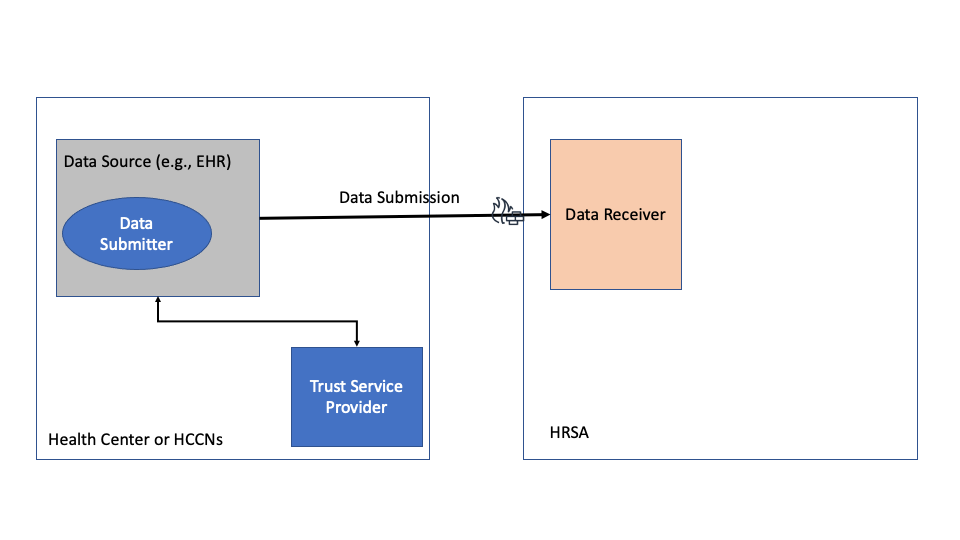 Data Source (e.g., EHR)
Data
Submitter
Data Submission
Data Receiver
Trust Service
Provider
Health Center or HCCNs
HRSA